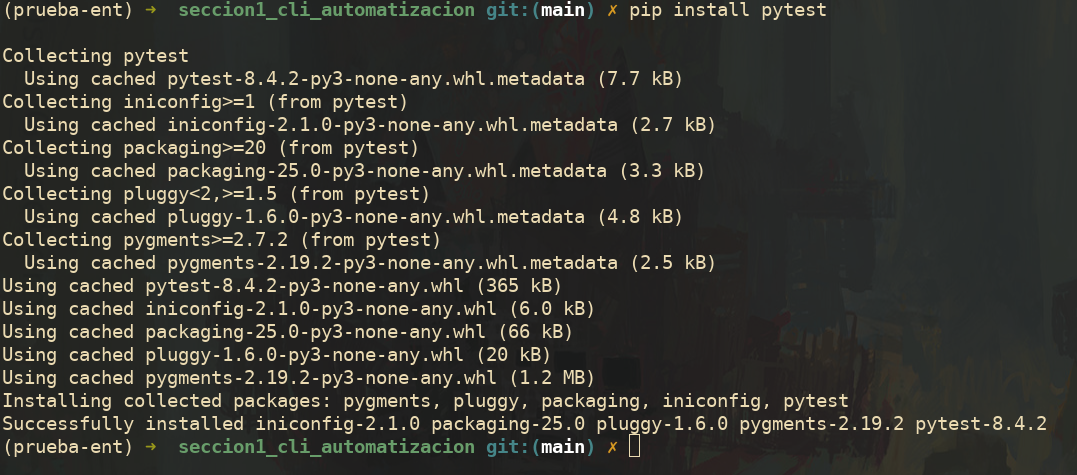 (prueba-ent) ➜  seccion1_cli_automatizacion git:(main) ✗ pip install pytest
Collecting pytest
  Using cached pytest-8.4.2-py3-none-any.whl.metadata (7.7 kB)
Collecting iniconfig>=1 (from pytest)
  Using cached iniconfig-2.1.0-py3-none-any.whl.metadata (2.7 kB)
Collecting packaging>=20 (from pytest)
  Using cached packaging-25.0-py3-none-any.whl.metadata (3.3 kB)
Collecting pluggy<2,>=1.5 (from pytest)
  Using cached pluggy-1.6.0-py3-none-any.whl.metadata (4.8 kB)
Collecting pygments>=2.7.2 (from pytest)
  Using cached pygments-2.19.2-py3-none-any.whl.metadata (2.5 kB)
Using cached pytest-8.4.2-py3-none-any.whl (365 kB)
Using cached iniconfig-2.1.0-py3-none-any.whl (6.0 kB)
Using cached packaging-25.0-py3-none-any.whl (66 kB)
Using cached pluggy-1.6.0-py3-none-any.whl (20 kB)
Using cached pygments-2.19.2-py3-none-any.whl (1.2 MB)
Installing collected packages: pygments, pluggy, packaging, iniconfig, pytest
Successfully installed iniconfig-2.1.0 packaging-25.0 pluggy-1.6.0 pygments-2.19.2 pytest-8.4.2
(prueba-ent) ➜  seccion1_cli_automatizacion git:(main) ✗